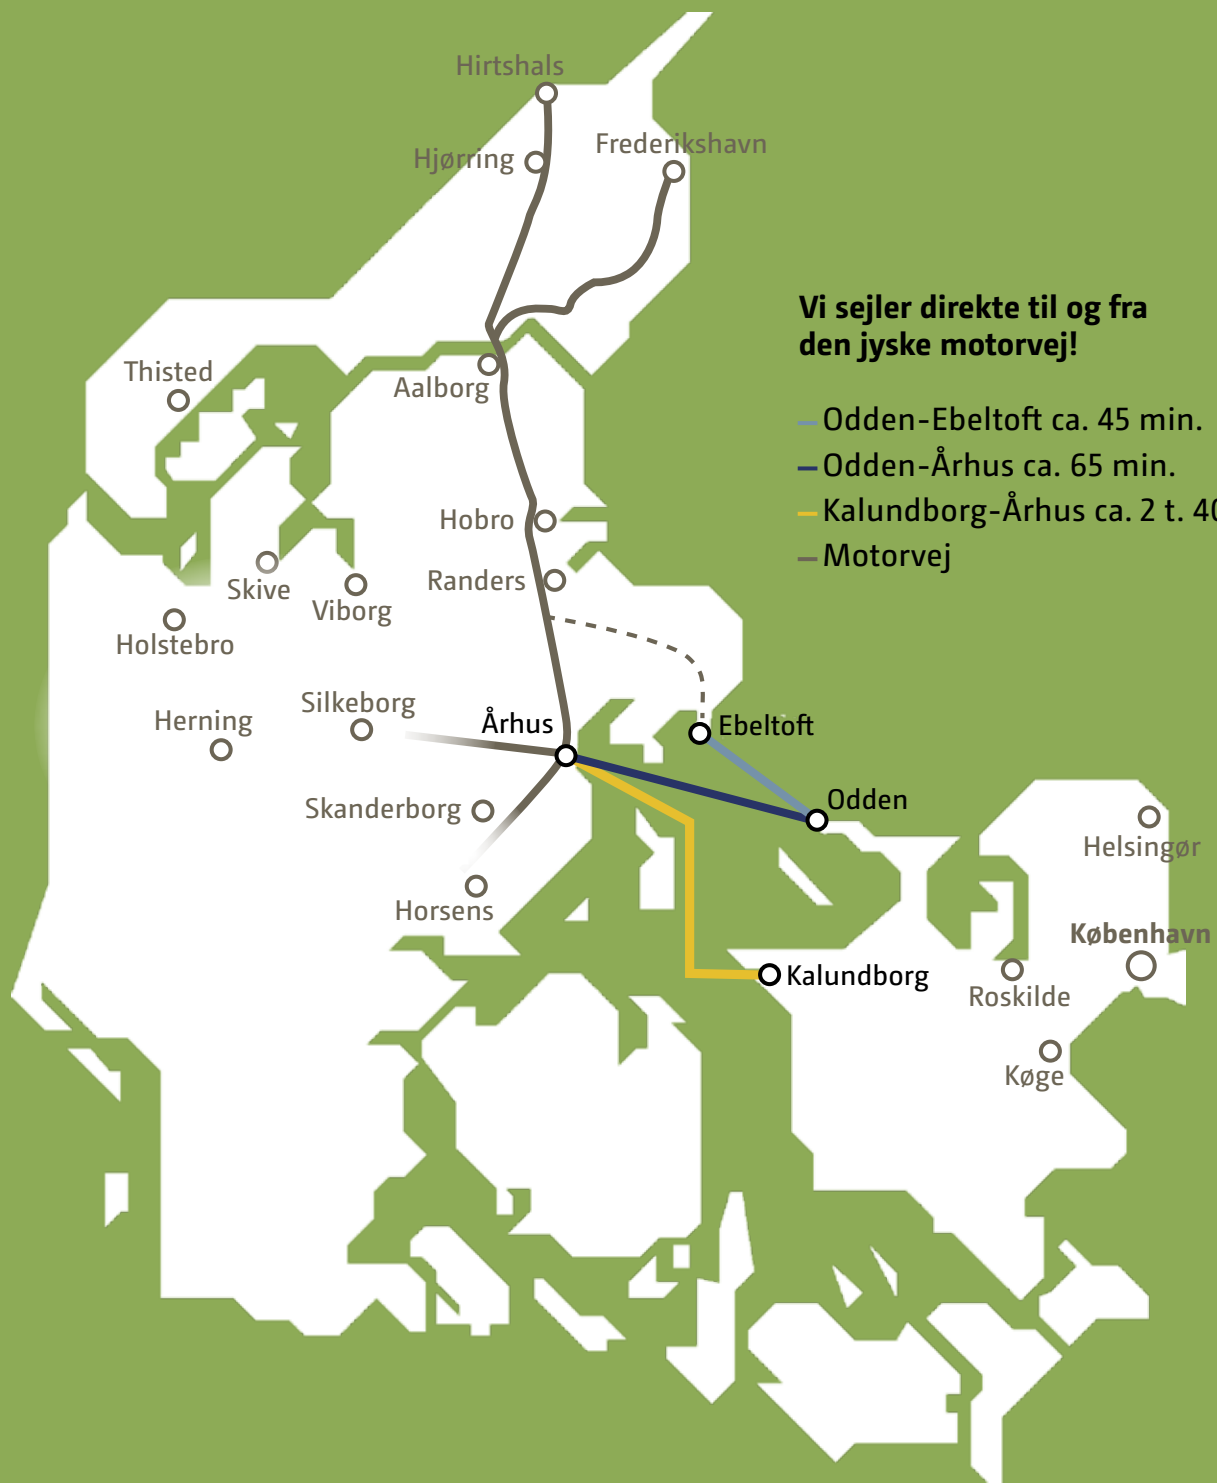 Hirtshals
Frederikshavn
Hjørring
Vi sejler direkte til og fra
den jyske motorvej!
Thisted
Aalborg
Odden-Ebeltoft ca. 45 min.
Odden-Århus ca. 65 min.
Kalundborg-Århus ca. 2 t. 40
Motorvej
Hobro
Randers
Skive
Viborg
Holstebro
Silkeborg
Herning
Århus
Ebeltoft
Odden
Skanderborg
Helsingør
Horsens
København
Kalundborg
Roskilde
Køge